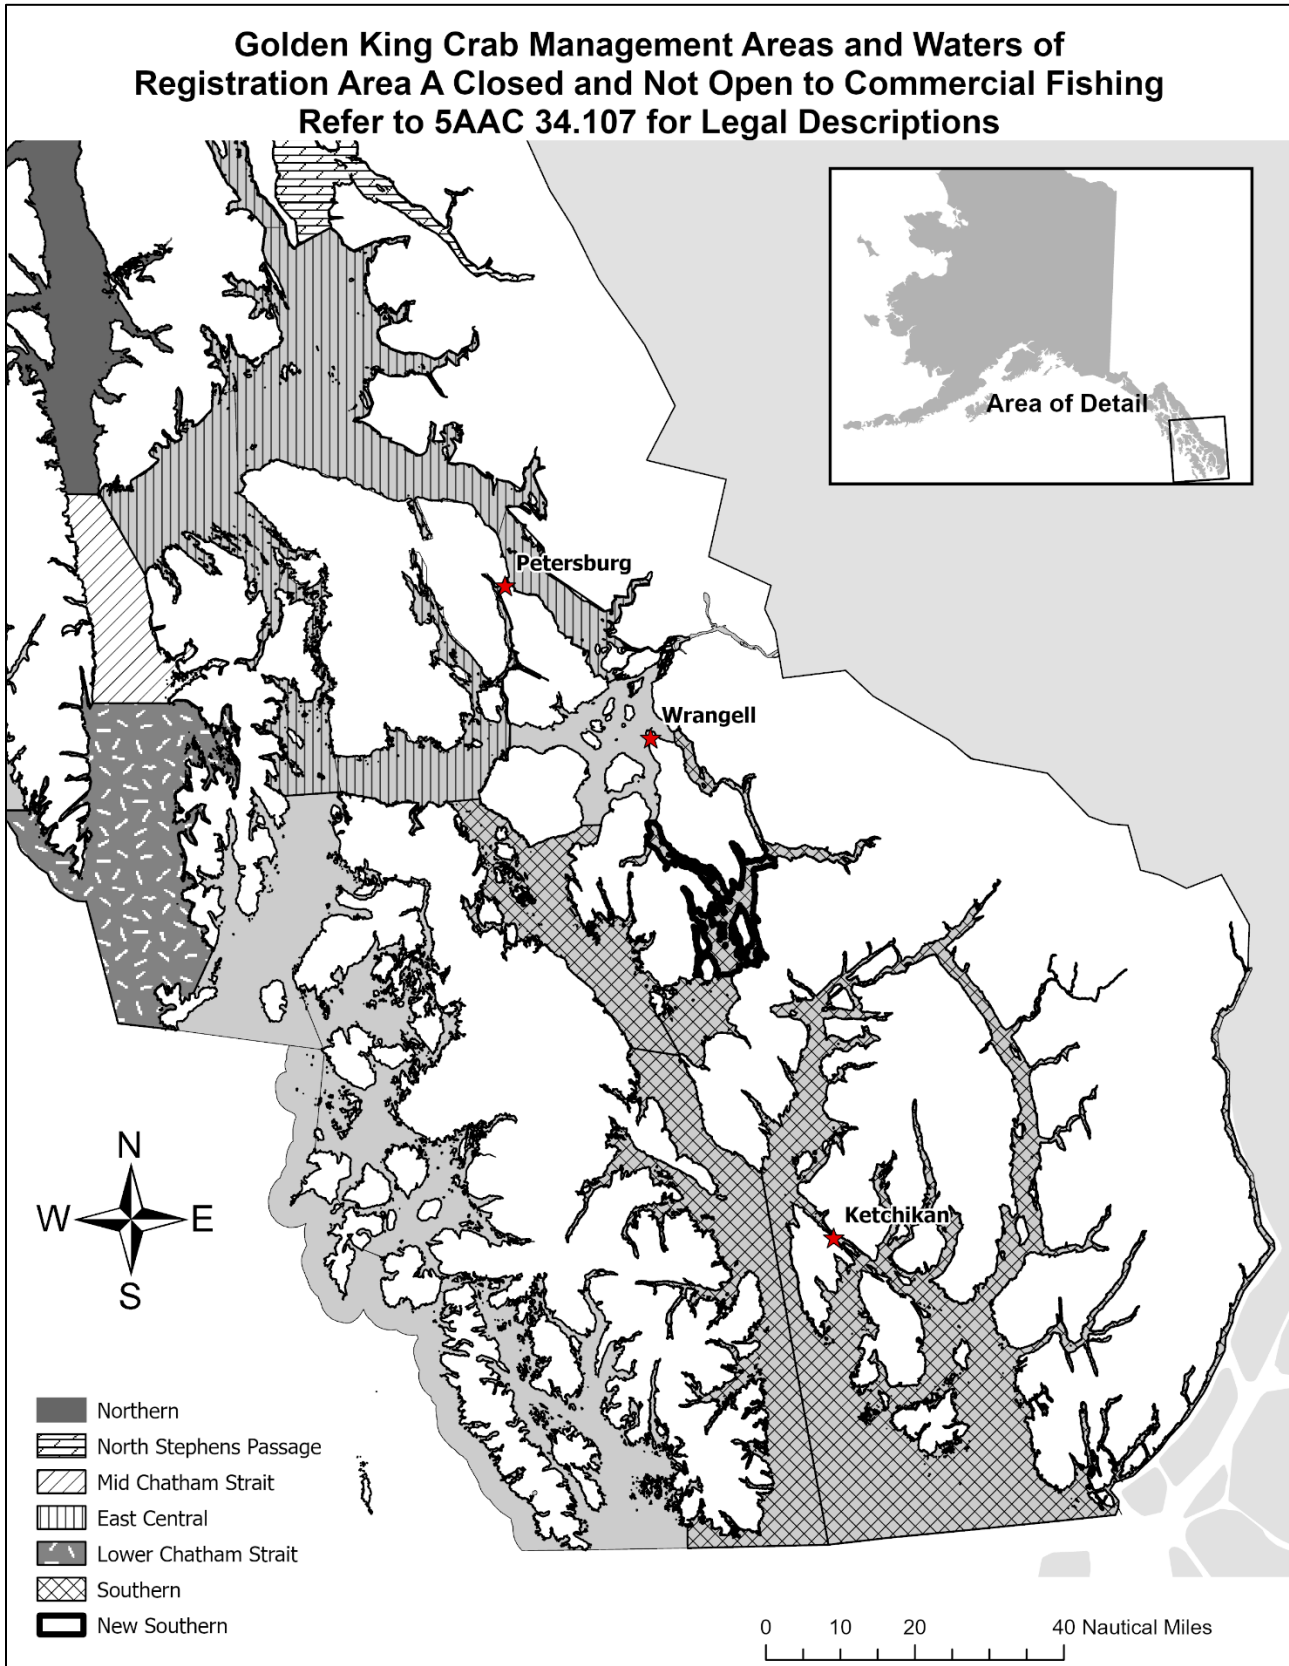 Golden King Crab Management Areas and Waters of
Registration Area A Closed and Not Open to Commercial Fishing
Refer to 5AAC 34.107 for Legal Descriptions
Area of Detail
Petersburg
Wrangell
Ketchikan
N
W E
S
Northern
North Stephens Passage
Mid Chatham Strait
East Central
Lower Chatham Strait
Southern
New Southern
0 10 20 40 Nautical Miles